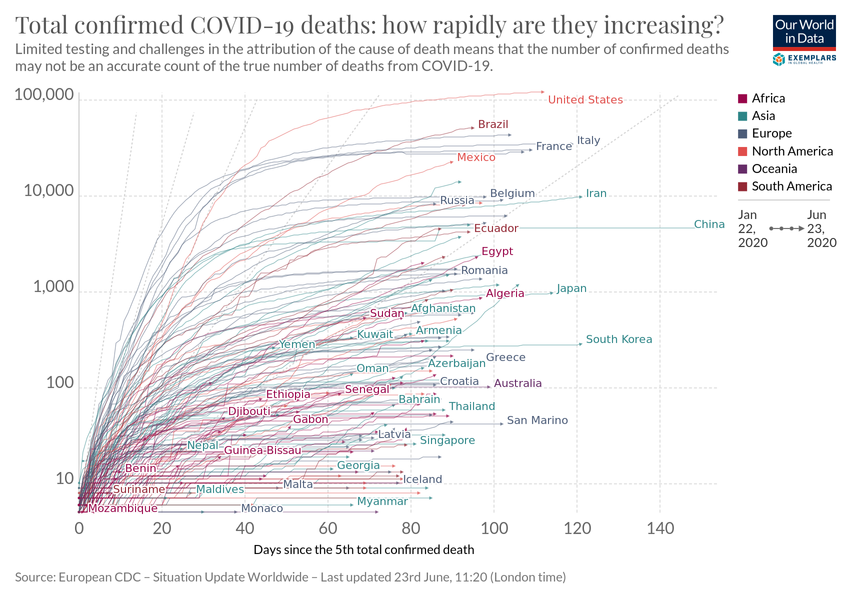 Total confirmed COVID-19 deaths: how rapidly are they increasing?
Limited testing and challenges in the attribution of the cause of death means that the number of confirmed deaths
may not be an accurate count of the true number of deaths from COVID-19.
Our World
in Data
EXEMPLARS
IN GLOBAL HEALTH
100,000
10,000
1,000
100
10
United States
Brazil
Italy
France
Mexico
Belgium
Iran
Russia
China
Ecuador
Egypt
Romania
Japan
Algeria
Afghanistan
Sudan
Armenia
Kuwait
South Korea
Yemen
Greece
Azerbaijan
Oman
Croatia
Australia
Senegal
Ethiopia
Bahrain
Thailand
Djibouti
Gabon
San Marino
Latvia
Singapore
Nepal
Guinea-Bissau
Georgia
Benin
Iceland
Malta
Suriname
Maldives
Myanmar
Mozambique
Monaco
0
20
40
60
80
100
120
140
Days since the 5th total confirmed death
Africa
Asia
Europe
North America
Oceania
South America
Jan
22,
2020
Jun
23,
2020
Source: European CDC – Situation Update Worldwide – Last updated 23rd June, 11:20 (London time)